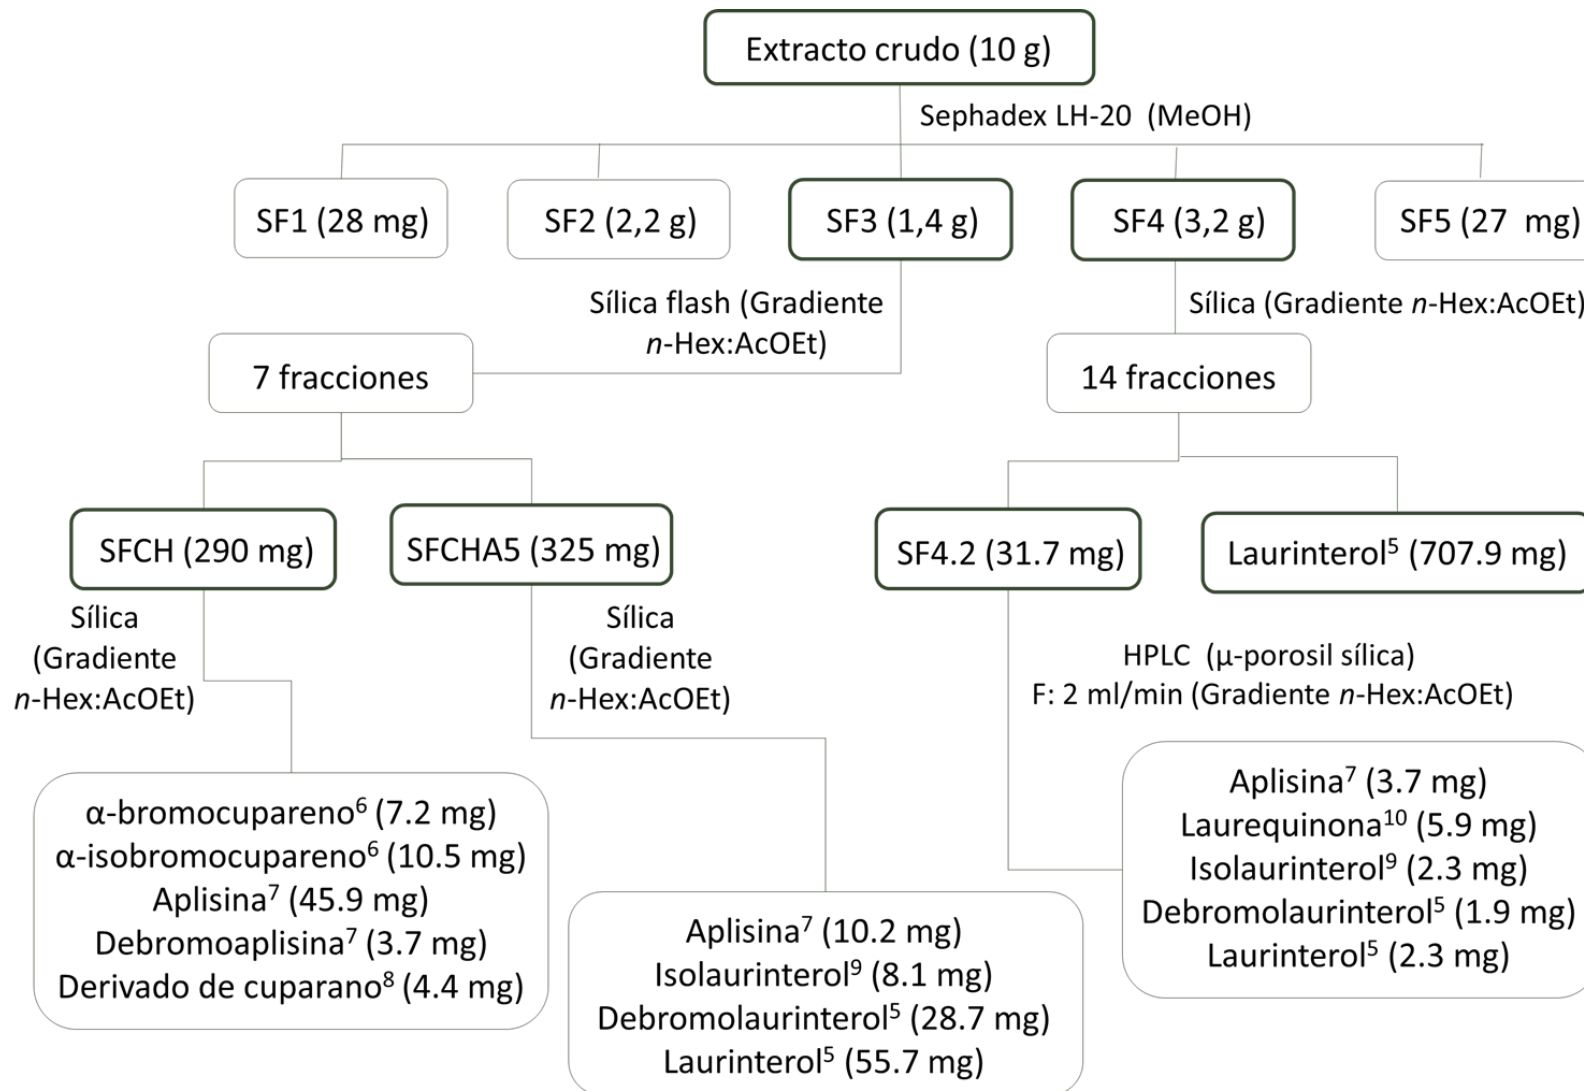 Extracto crudo (10 g)
Sephadex LH-20 (MeOH)
SF1 (28 mg)
SF2 (2,2 g)
SF3 (1,4 g)
SF4 (3,2 g)
SF5 (27 mg)
Sílica flash (Gradiente
n-Hex:AcOEt)
Sílica (Gradiente n-Hex:AcOEt)
7 fracciones
14 fracciones
SFCH (290 mg)
SFCHA5 (325 mg)
SF4.2 (31.7 mg)
Laurinterol⁵ (707.9 mg)
Sílica
(Gradiente
n-Hex:AcOEt)
Sílica
(Gradiente
n-Hex:AcOEt)
HPLC (μ-porosil sílica)
F: 2 ml/min (Gradiente n-Hex:AcOEt)
α-bromocupareno⁶ (7.2 mg)
α-isobromocupareno⁶ (10.5 mg)
Aplisina⁷ (45.9 mg)
Debromoaplisina⁷ (3.7 mg)
Derivado de cuparano⁸ (4.4 mg)
Aplisina⁷ (10.2 mg)
Isolaurinterol⁹ (8.1 mg)
Debromolaurinterol⁵ (28.7 mg)
Laurinterol⁵ (55.7 mg)
Aplisina⁷ (3.7 mg)
Laurequinona¹⁰ (5.9 mg)
Isolaurinterol⁹ (2.3 mg)
Debromolaurinterol⁵ (1.9 mg)
Laurinterol⁵ (2.3 mg)